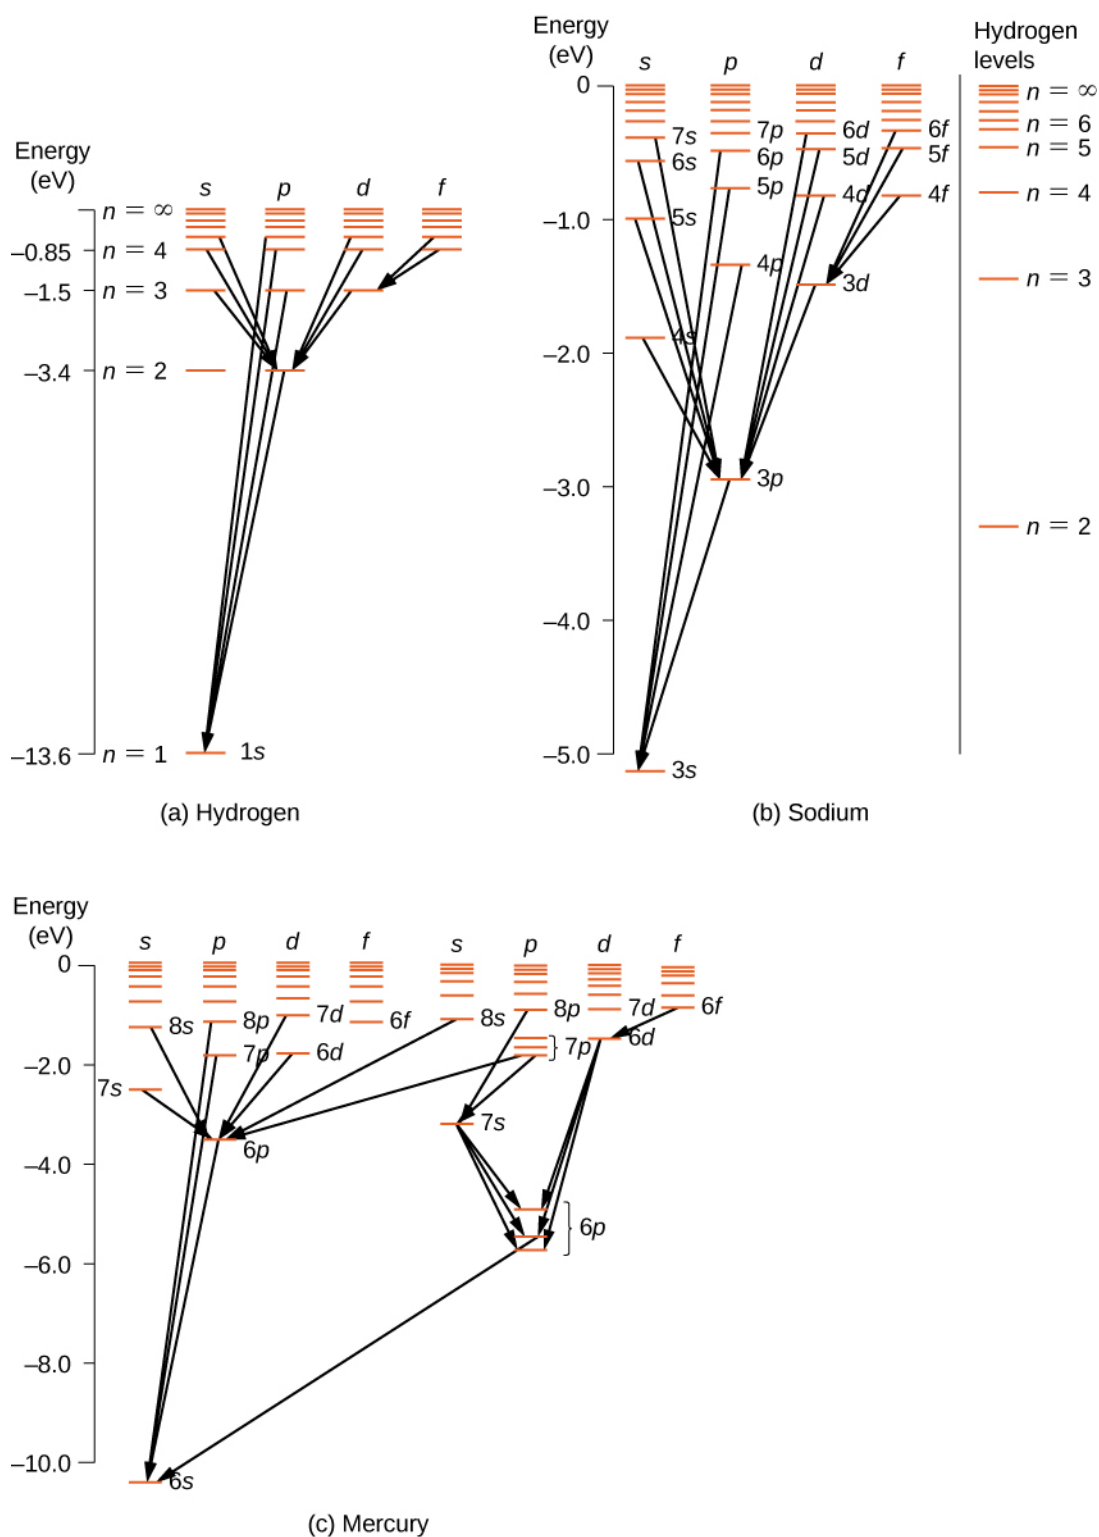 Energy
(eV)
s p d f
n = ∞
–0.85 n = 4
–1.5 n = 3
–3.4 n = 2
–13.6 n = 1 1s
(a) Hydrogen
Energy
(eV)
s p d f
0
7s 7p 6d 6f
6s 6p 5d 5f
5p 4d 4f
–1.0 5s
4p 3d
4s
–2.0
–3.0 3p
–4.0
–5.0
3s
Hydrogen
levels
n = ∞
n = 6
n = 5
n = 4
n = 3
n = 2
(b) Sodium
Energy
(eV)
s p d f s p d f
0
8s 8p 7d 6f 8s 8p 7d 6f
7p 6d 7p 6d
–2.0
7s
6p 7s
–4.0
6p
–6.0
–8.0
–10.0
6s
(c) Mercury